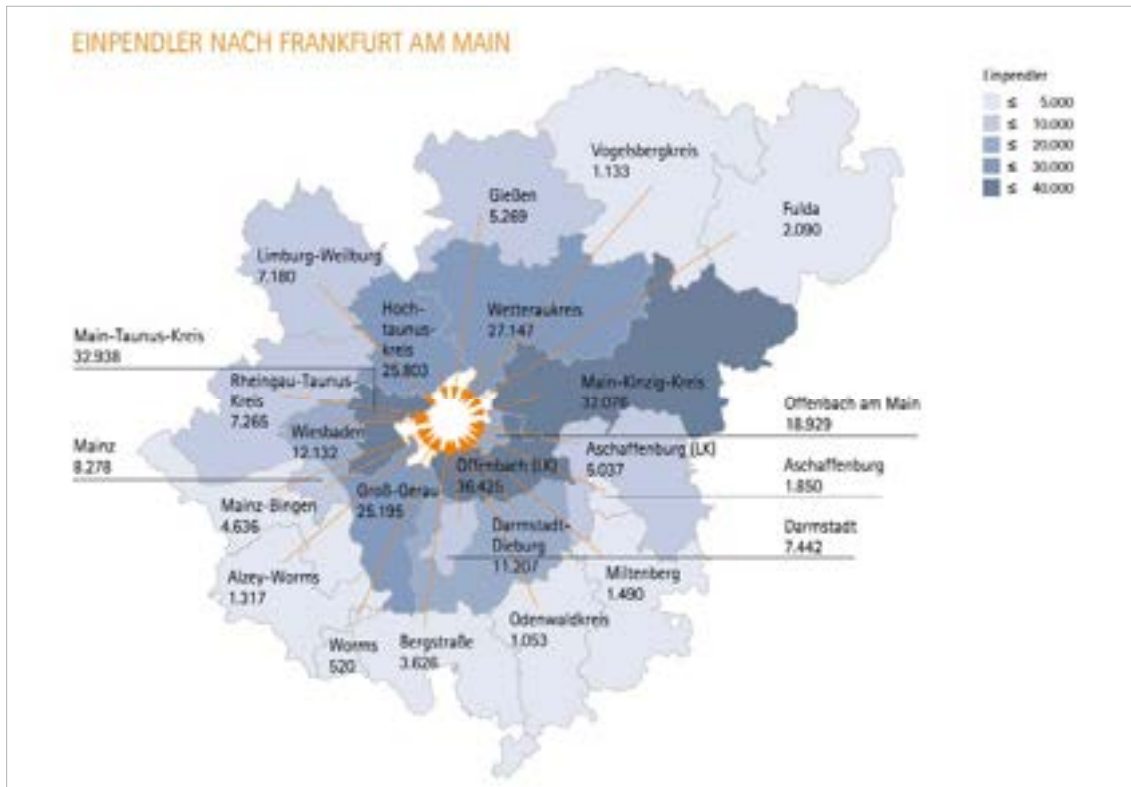 EINPENDLER NACH FRANKFURT AM MAIN
Einpendler
≤ 5.000
≤ 10.000
≤ 20.000
≤ 30.000
≤ 40.000
Vogelsbergkreis
1.133
Gießen
5.269
Fulda
2.090
Limburg-Weilburg
7.180
Hoch-
taunus-
kreis
25.803
Wetteraukreis
27.147
Main-Taunus-Kreis
32.938
Rheingau-Taunus-
Kreis
7.265
Main-Kinzig-Kreis
32.076
Offenbach am Main
18.929
Wiesbaden
12.132
Mainz
8.278
Aschaffenburg (LK)
5.037
Offenbach (LK)
36.425
Aschaffenburg
1.850
Groß-Gerau
25.195
Mainz-Bingen
4.636
Darmstadt-
Dieburg
11.207
Darmstadt
7.442
Alzey-Worms
1.317
Miltenberg
1.490
Odenwaldkreis
1.053
Worms
520
Bergstraße
3.626